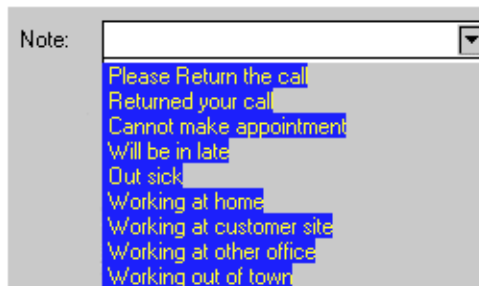 Note:
Please Return the call
Returned your call
Cannot make appointment
Will be in late
Out sick
Working at home
Working at customer site
Working at other office
Working out of town